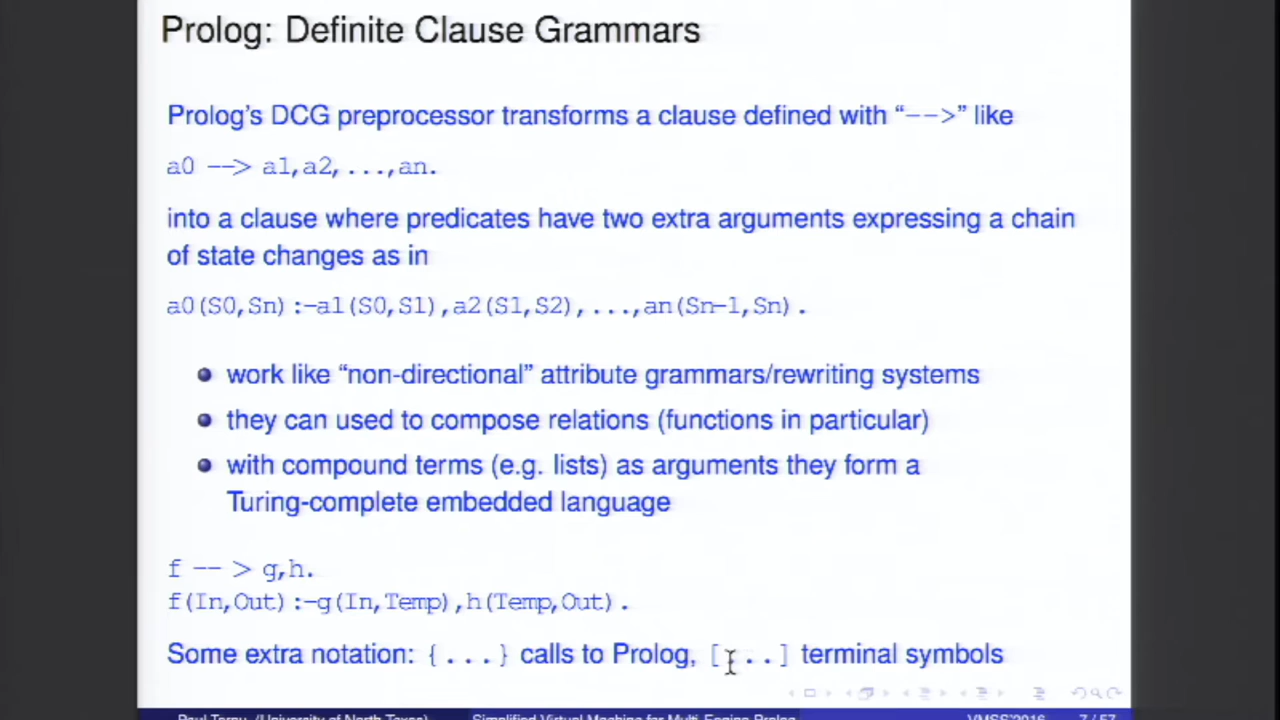 Prolog: Definite Clause Grammars
Prolog's DCG preprocessor transforms a clause defined with “-->” like
a0 --> a1,a2,...,an.
into a clause where predicates have two extra arguments expressing a chain
of state changes as in
a0(S0,Sn):-a1(S0,S1),a2(S1,S2),...,an(Sn-1,Sn).
work like “non-directional” attribute grammars/rewriting systems
they can used to compose relations (functions in particular)
with compound terms (e.g. lists) as arguments they form a
Turing-complete embedded language
f -- > g,h.
f(In,Out):-g(In,Temp),h(Temp,Out).
Some extra notation: {...} calls to Prolog, [...] terminal symbols
Paul Tarau (University of North Texas) Simplified Virtual Machine for Multi-Engine Prolog VMSS'2016 7 / 57